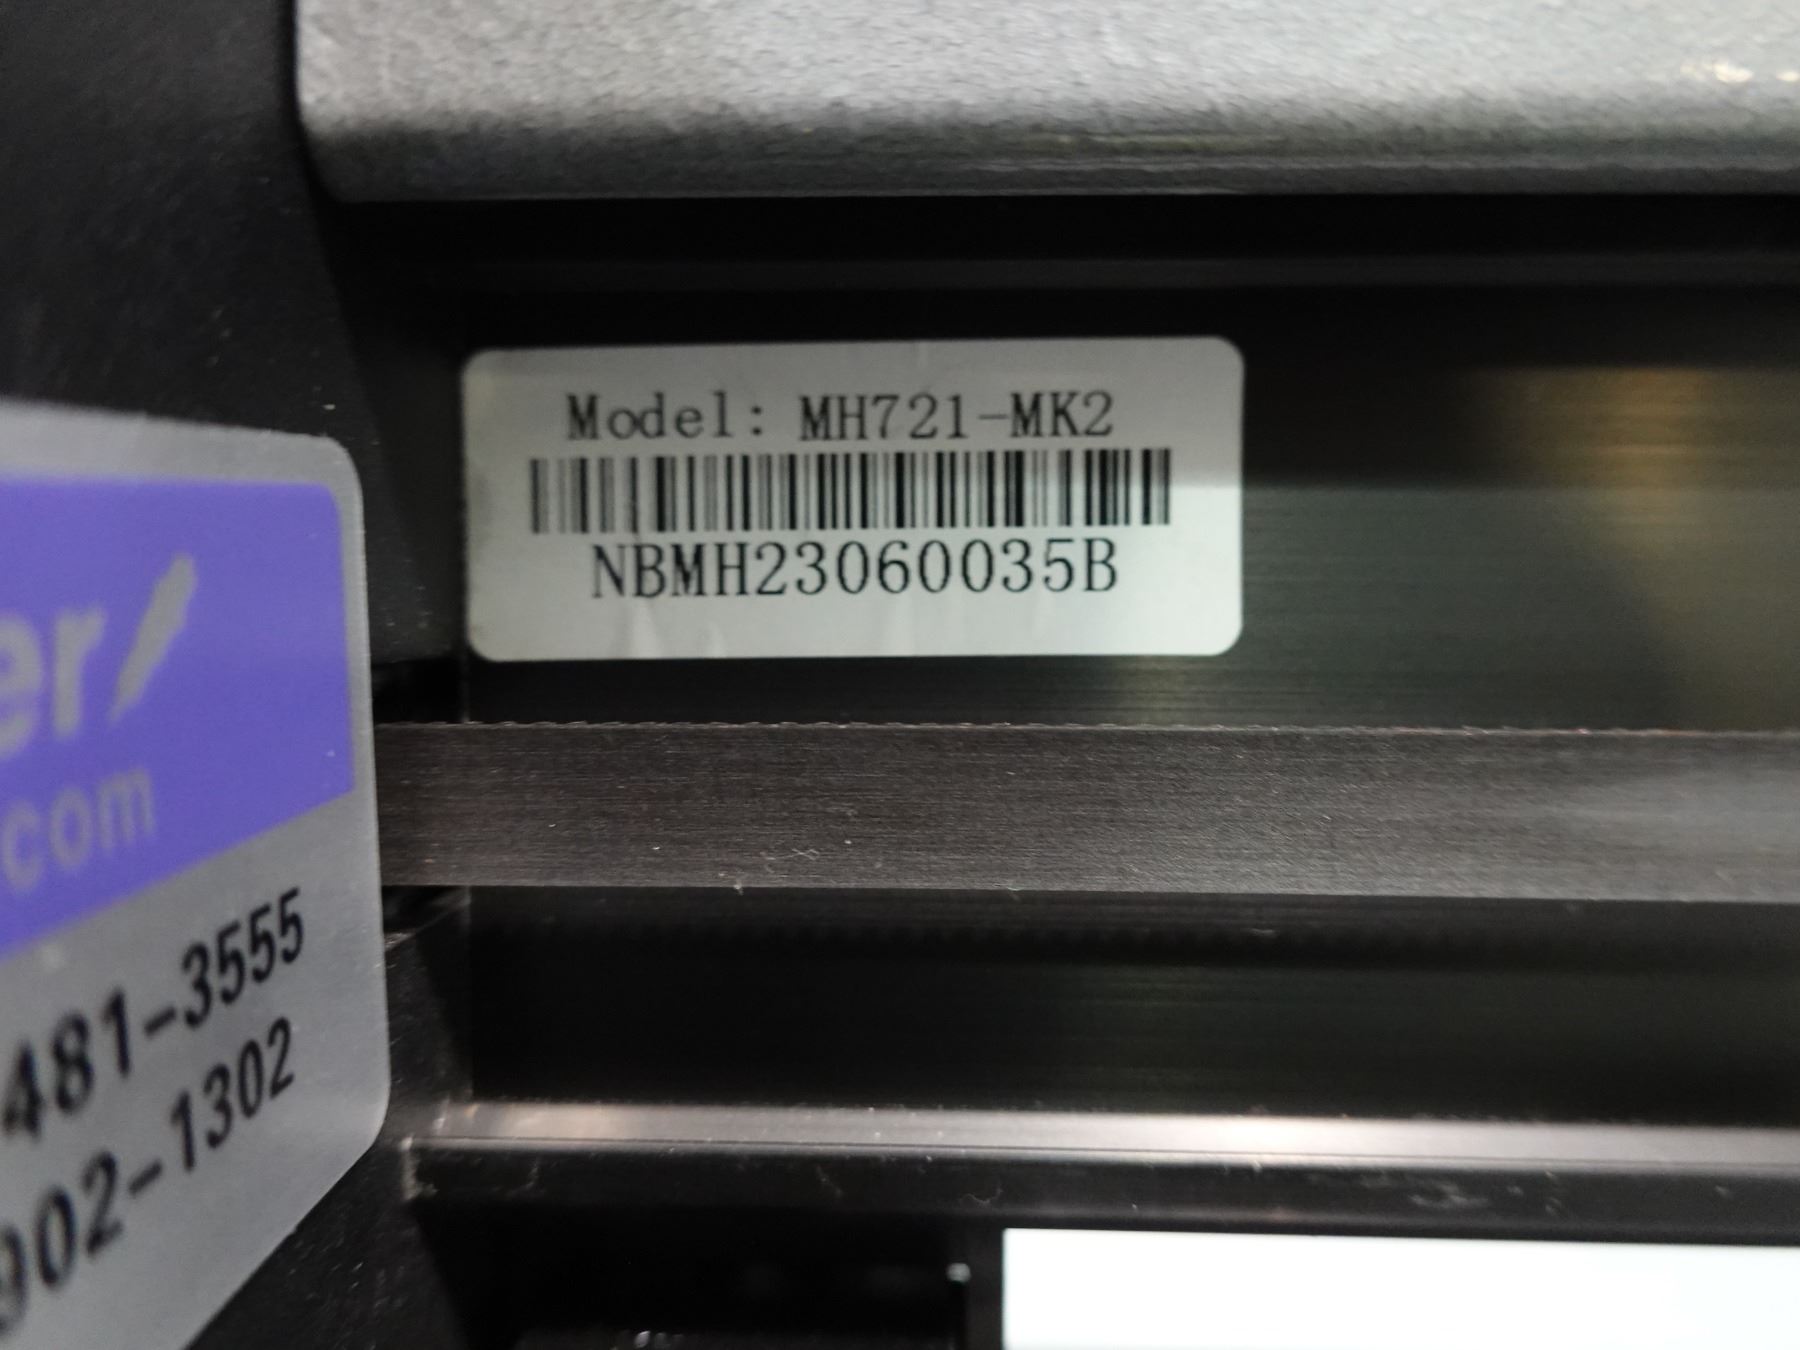 Model: MH721-MK2
NBMH23060035B
er
.com
481-3555
902-1302